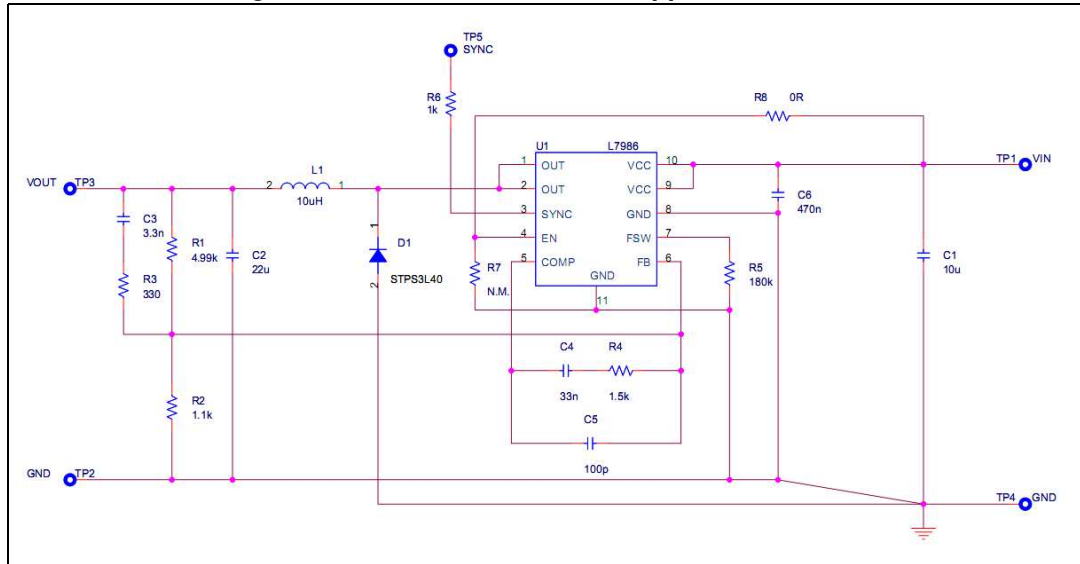 TP5
SYNC
R6
1k
R8 0R
U1 L7986
1 OUT VCC 10
2 OUT VCC 9
3 SYNC GND 8
4 EN FSW 7
5 COMP FB 6
GND
11
TP1 VIN
VOUT TP3
2 L1 1
10uH
C3
3.3n
R1
4.99k
C2
22u
R3
330
1
D1
STPS3L40
2
R7
N.M.
R5
180k
C6
470n
C1
10u
C4
33n
R4
1.5k
C5
100p
R2
1.1k
GND TP2
TP4 GND